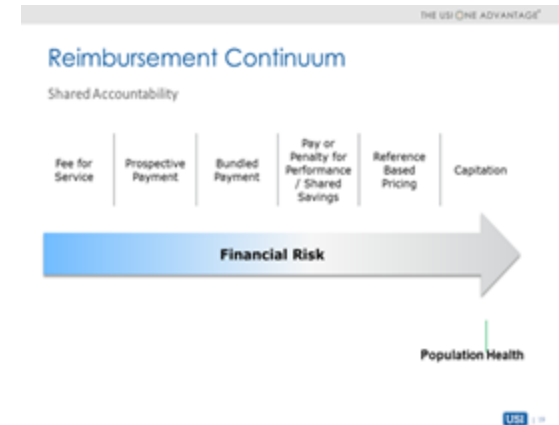 THE USI ONE ADVANTAGE®
Reimbursement Continuum
Shared Accountability
Fee for
Service
Prospective
Payment
Bundled
Payment
Pay or
Penalty for
Performance
/ Shared
Savings
Reference
Based
Pricing
Capitation
Financial Risk
Population Health
USI